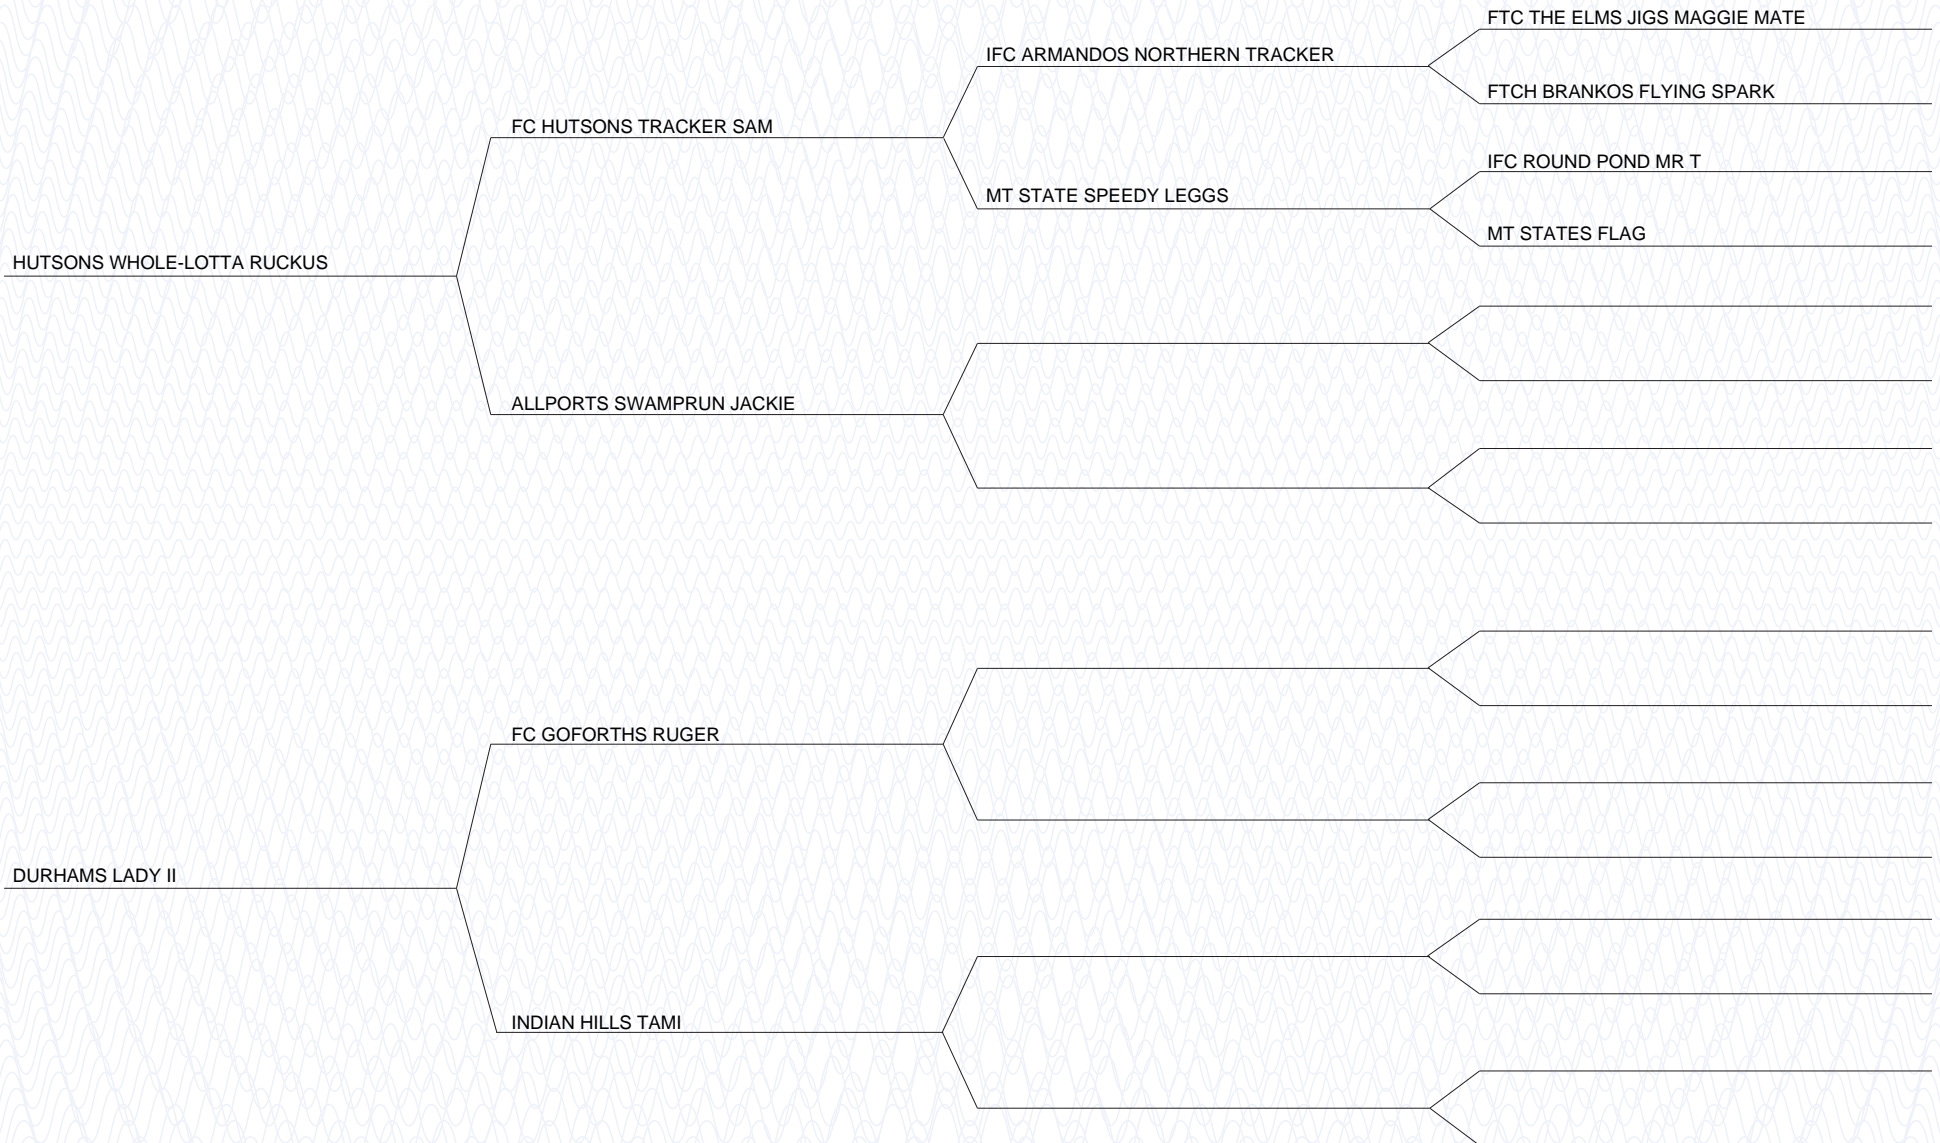 FTC THE ELMS JIGS MAGGIE MATE
IFC ARMANDOS NORTHERN TRACKER
FTCH BRANKOS FLYING SPARK
FC HUTSONS TRACKER SAM
IFC ROUND POND MR T
MT STATE SPEEDY LEGGS
MT STATES FLAG
HUTSONS WHOLE-LOTTA RUCKUS
ALLPORTS SWAMPRUN JACKIE
FC GOFORTHS RUGER
DURHAMS LADY II
INDIAN HILLS TAMI